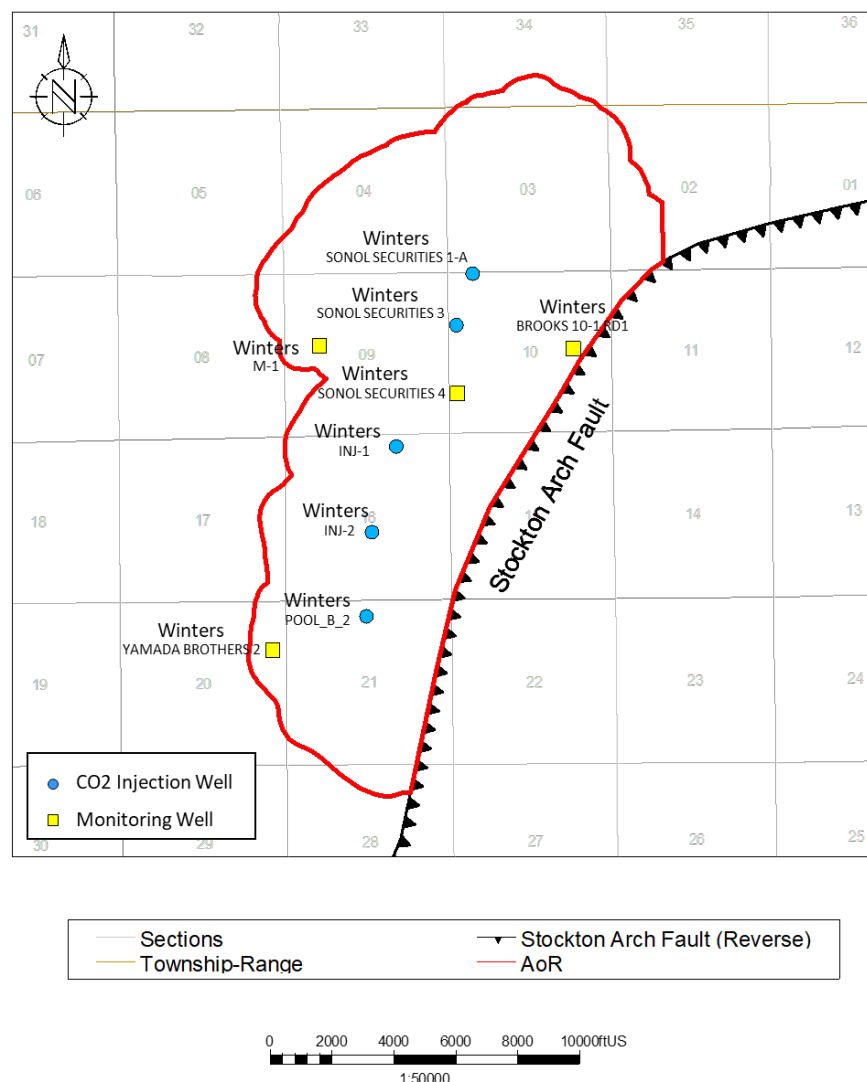 31 32 33 34 35 36
N
06 05 04 03 02 01
Winters
SONOL SECURITIES 1-A
Winters
SONOL SECURITIES 3
Winters
BROOKS 10-1 RD1
07 08 09 10 11 12
Winters
M-1
Winters
SONOL SECURITIES 4
Winters
INJ-1
Stockton Arch Fault
18 17 16 14 13
Winters
INJ-2
Winters
POOL_B_2
Winters
YAMADA BROTHERS 2
19 20 21 22 23 24
CO2 Injection Well
Monitoring Well
30 29 28 27 26 25
Sections
Stockton Arch Fault (Reverse)
Township-Range
AoR
0 2000 4000 6000 8000 10000ftUS
1:50000